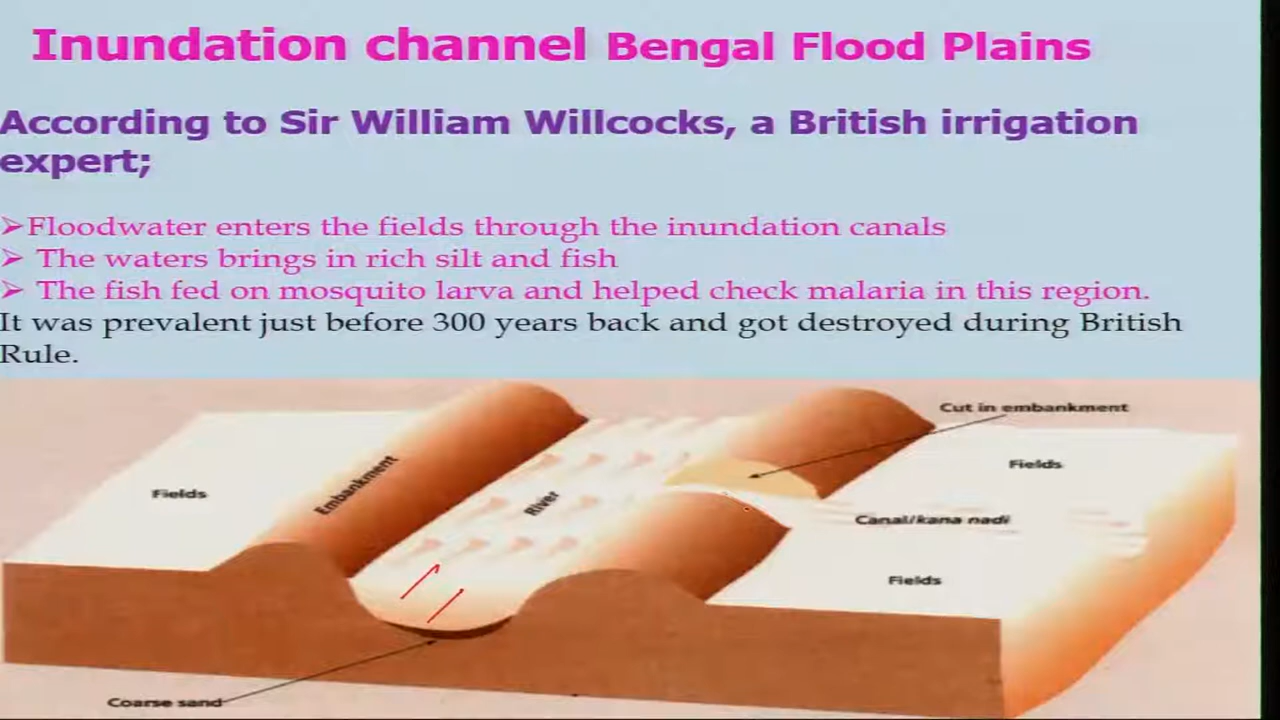 Inundation channel Bengal Flood Plains
According to Sir William Willcocks, a British irrigation
expert;
➢Floodwater enters the fields through the inundation canals
➢ The waters brings in rich silt and fish
➢ The fish fed on mosquito larva and helped check malaria in this region.
It was prevalent just before 300 years back and got destroyed during British
Rule.
Cut in embankment
Fields
Embankment
Fields
River
Canal/kana nadi
Fields
Coarse sand